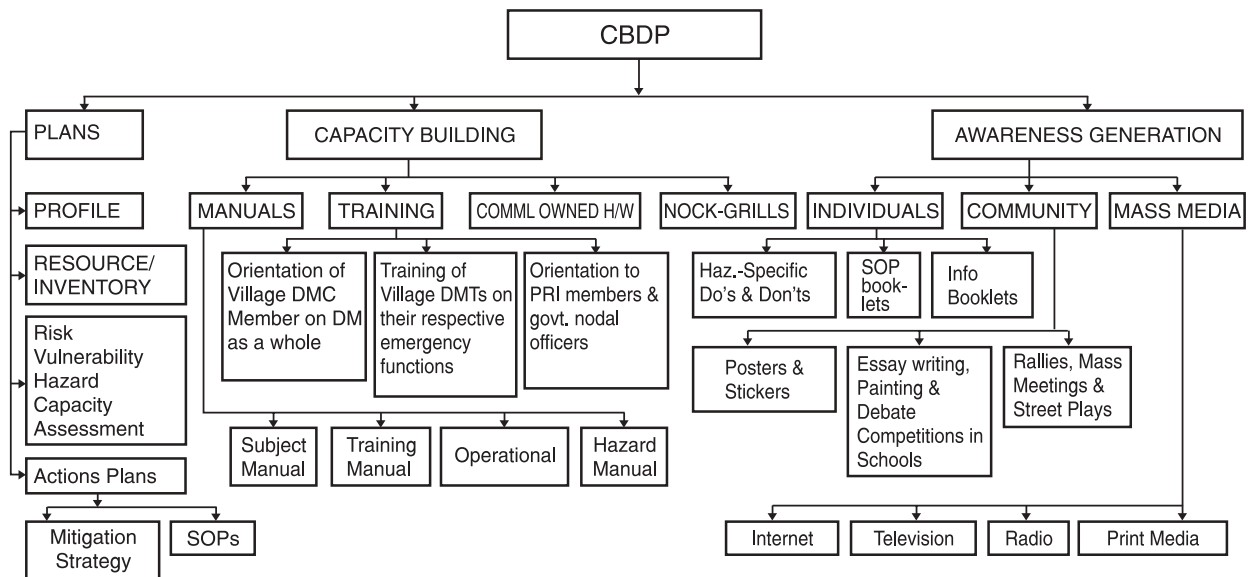 CBDP
PLANS
CAPACITY BUILDING
AWARENESS GENERATION
PROFILE
MANUALS
TRAINING
COMML OWNED H/W
NOCK-GRILLS
INDIVIDUALS
COMMUNITY
MASS MEDIA
RESOURCE/
INVENTORY
Orientation of
Village DMC
Member on DM
as a whole
Training of
Village DMTs on
their respective
emergency
functions
Orientation to
PRI members &
govt. nodal
officers
Haz.-Specific
Do's & Don'ts
SOP
book-
lets
Info
Booklets
Risk
Vulnerability
Hazard
Capacity
Assessment
Posters &
Stickers
Essay writing,
Painting &
Debate
Competitions in
Schools
Rallies, Mass
Meetings &
Street Plays
Subject
Manual
Training
Manual
Operational
Hazard
Manual
Actions Plans
Mitigation
Strategy
SOPs
Internet
Television
Radio
Print Media